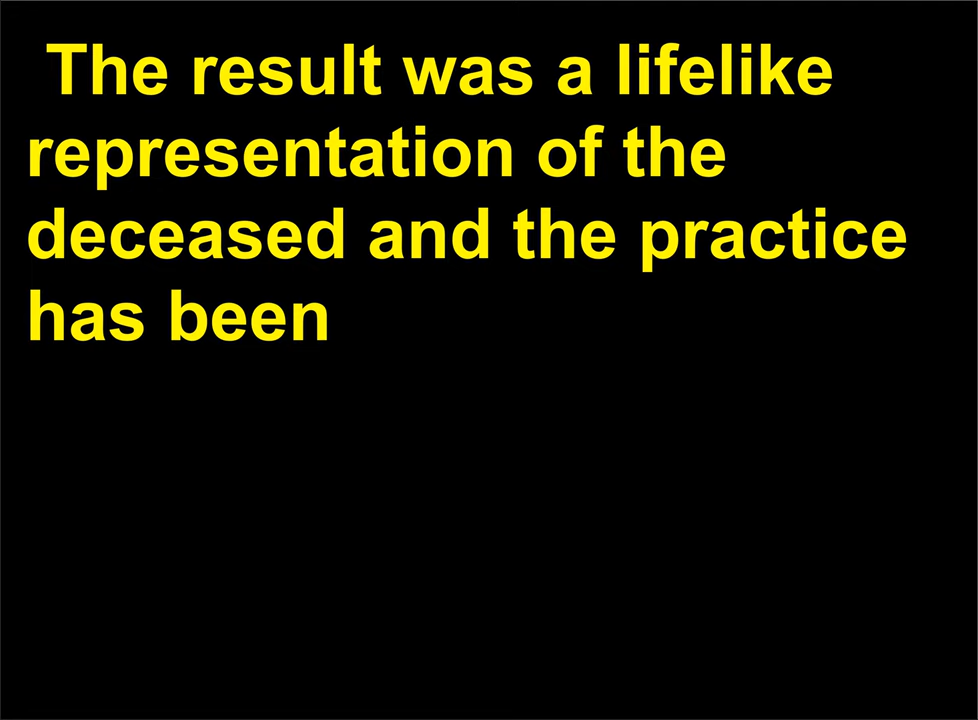 The result was a lifelike
representation of the
deceased and the practice
has been